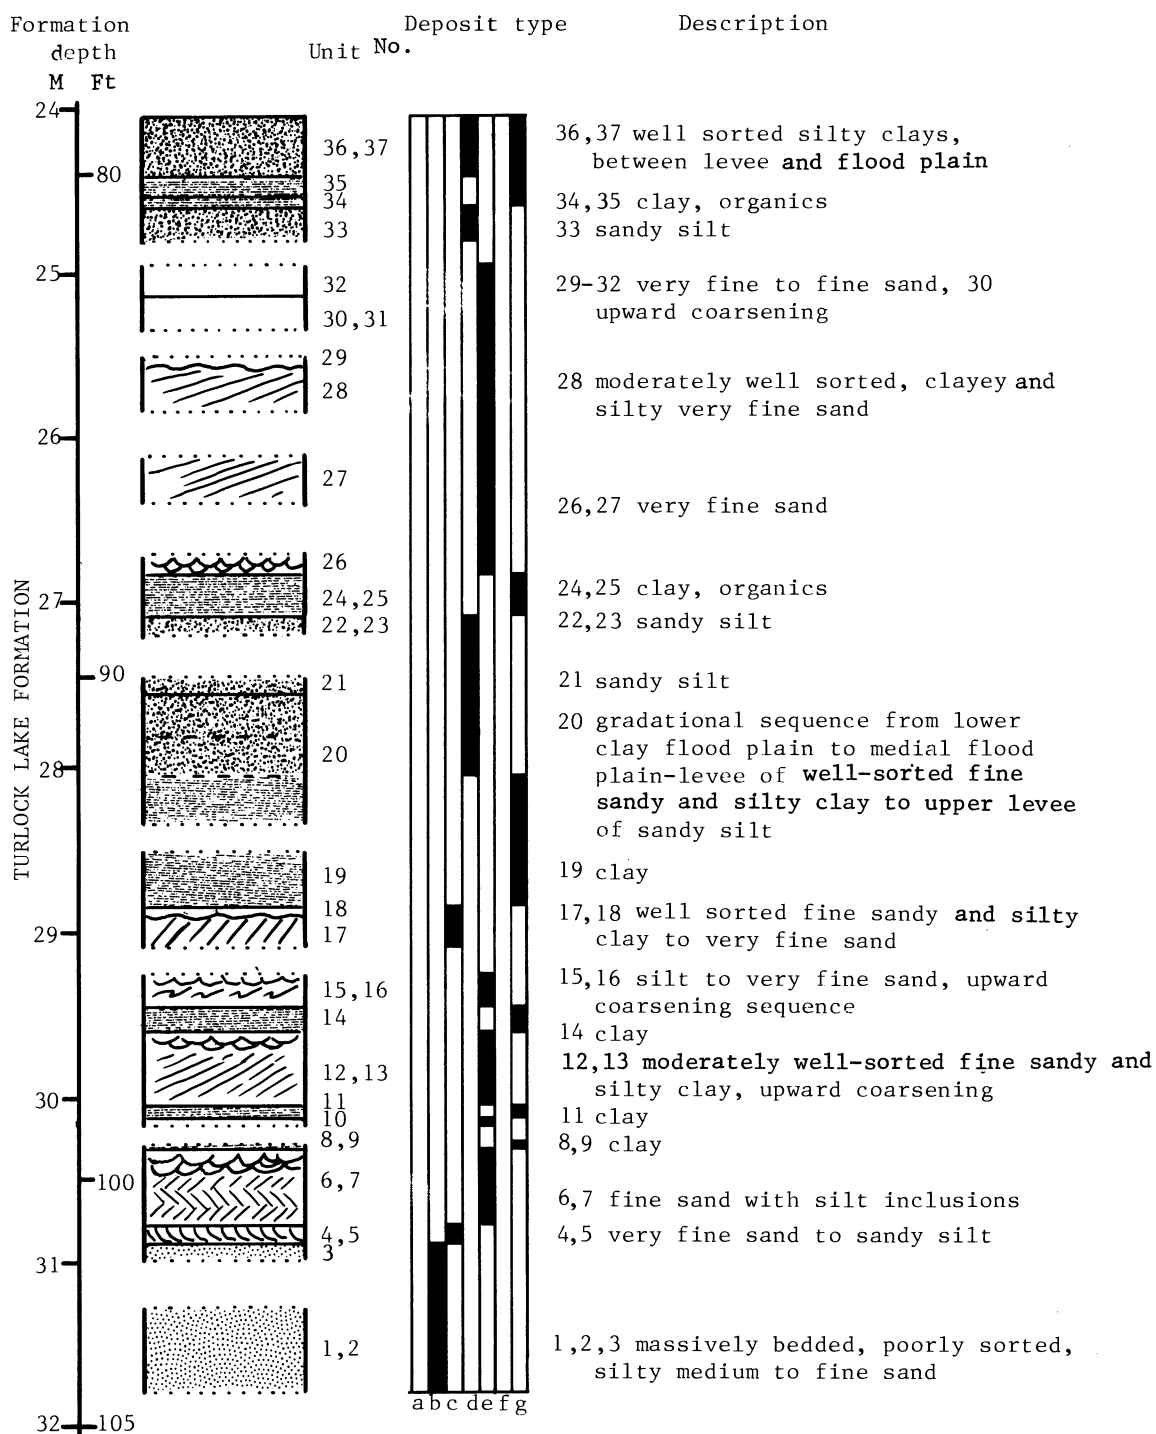 Formation depth
M Ft
Unit No.
Deposit type
Description
TURLOCK LAKE FORMATION
24
80
25
26
27
90
28
29
30
100
31
32
105
36,37
35
34
33
32
30,31
29
28
27
26
24,25
22,23
21
20
19
18
17
15,16
14
12,13
11
10
8,9
6,7
4,5
3
1,2
a b c d e f g
36,37 well sorted silty clays,
between levee and flood plain
34,35 clay, organics
33 sandy silt
29-32 very fine to fine sand, 30
upward coarsening
28 moderately well sorted, clayey and
silty very fine sand
26,27 very fine sand
24,25 clay, organics
22,23 sandy silt
21 sandy silt
20 gradational sequence from lower
clay flood plain to medial flood
plain-levee of well-sorted fine
sandy and silty clay to upper levee
of sandy silt
19 clay
17,18 well sorted fine sandy and silty
clay to very fine sand
15,16 silt to very fine sand, upward
coarsening sequence
14 clay
12,13 moderately well-sorted fine sandy and
silty clay, upward coarsening
11 clay
8,9 clay
6,7 fine sand with silt inclusions
4,5 very fine sand to sandy silt
1,2,3 massively bedded, poorly sorted,
silty medium to fine sand